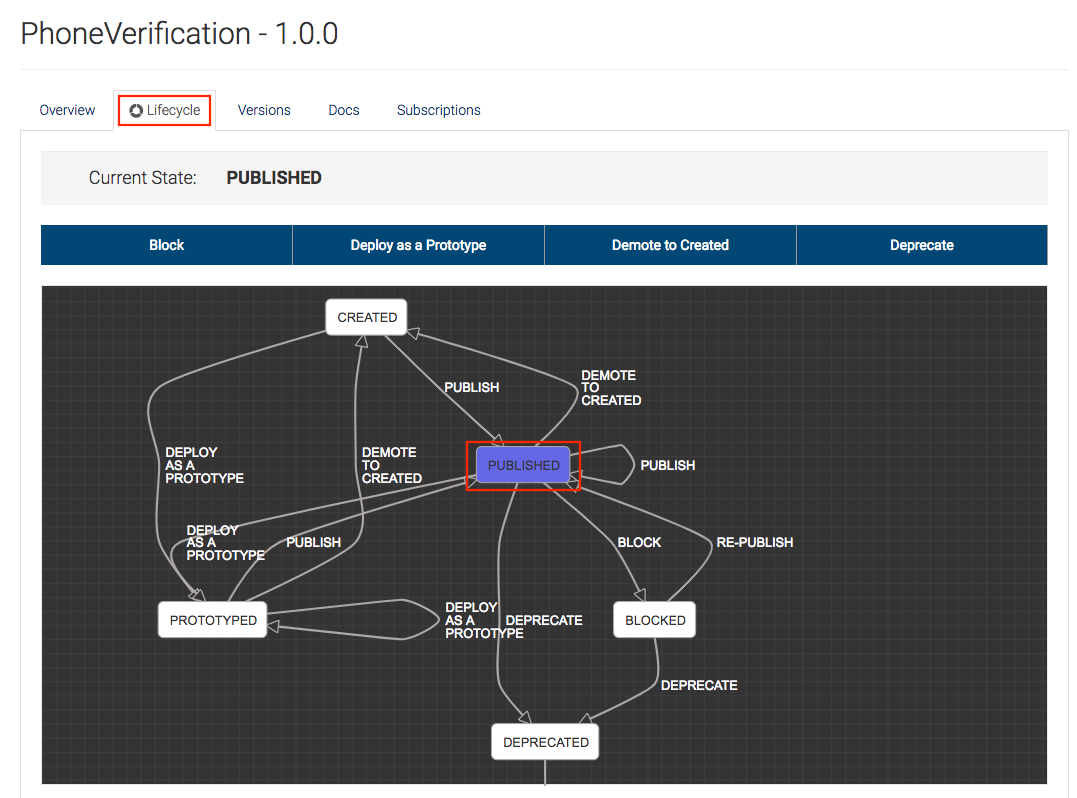 PhoneVerification - 1.0.0
Overview
Lifecycle
Versions
Docs
Subscriptions
Current State: PUBLISHED
Block
Deploy as a Prototype
Demote to Created
Deprecate
CREATED
PUBLISH
DEMOTE
TO
CREATED
DEPLOY
AS A
PROTOTYPE
DEMOTE
TO
CREATED
PUBLISHED
PUBLISH
DEPLOY
AS A
PROTOTYPE
PUBLISH
BLOCK
RE-PUBLISH
PROTOTYPED
DEPLOY
AS A
PROTOTYPE
DEPRECATE
BLOCKED
DEPRECATE
DEPRECATED